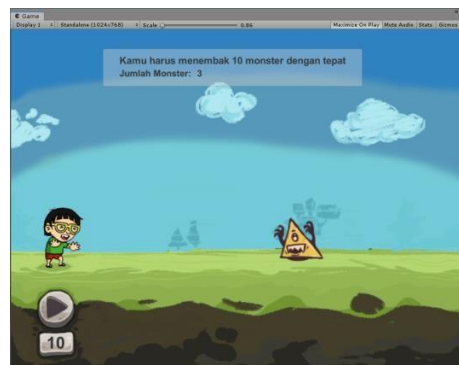 Game
Display 1 Standalone (1024x768) Scale 0.86 Maximize On Play Mute Audio Stats Gizmos
Kamu harus menembak 10 monster dengan tepat
Jumlah Monster: 3
10